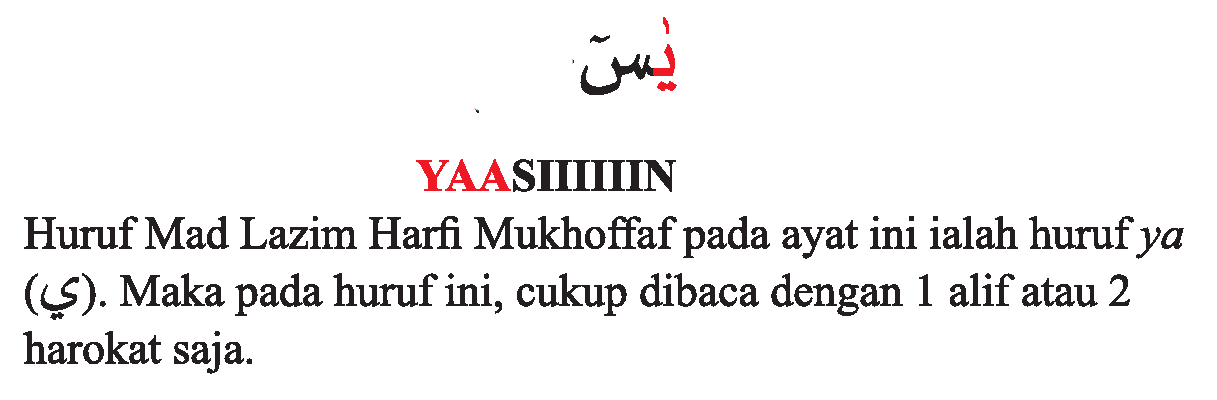 يٰسٓ
YAASIIIIIIN
Huruf Mad Lazim Harfi Mukhoffaf pada ayat ini ialah huruf ya
(ي). Maka pada huruf ini, cukup dibaca dengan 1 alif atau 2
harokat saja.